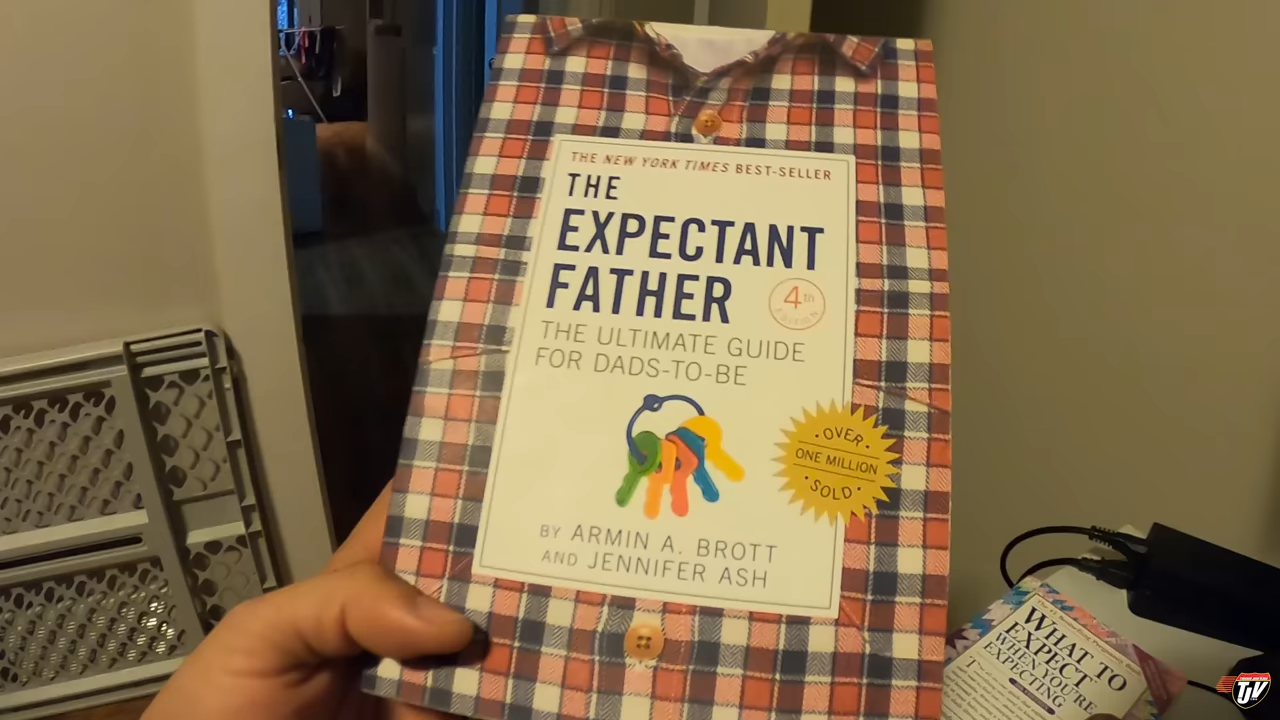 THE NEW YORK TIMES BEST-SELLER
THE
EXPECTANT
FATHER
4th
EDITION
THE ULTIMATE GUIDE
FOR DADS-TO-BE
• OVER •
ONE MILLION
• SOLD •
BY ARMIN A. BROTT
AND JENNIFER ASH
WHAT TO
EXPECT
WHEN YOU'RE
EXPECTING
TJV